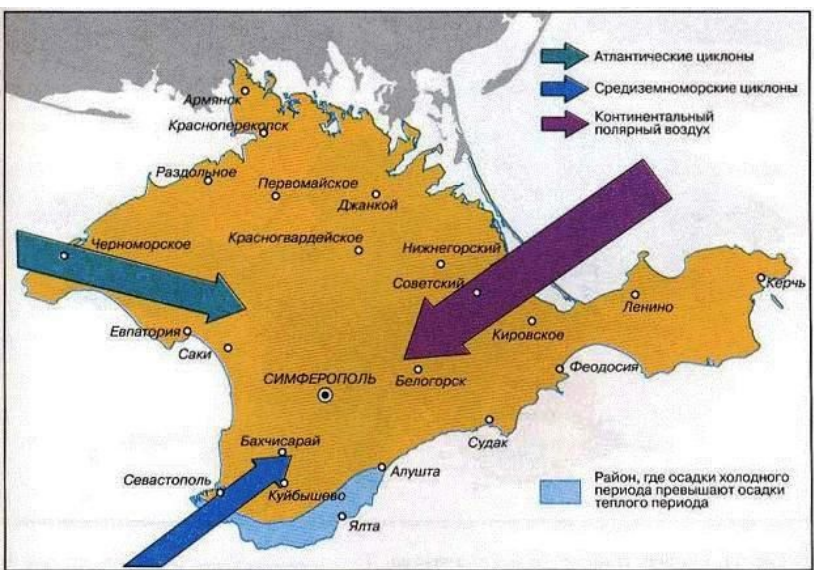 Атлантические циклоны
Средиземноморские циклоны
Континентальный
полярный воздух
Армянск
Красноперекопск
Раздольное
Первомайское
Джанкой
Черноморское
Красногвардейское
Нижнегорский
Советский
Керчь
Ленино
Евпатория
Кировское
Саки
СИМФЕРОПОЛЬ
Белогорск
Феодосия
Судак
Бахчисарай
Алушта
Севастополь
Куйбышево
Ялта
Район, где осадки холодного
периода превышают осадки
теплого периода